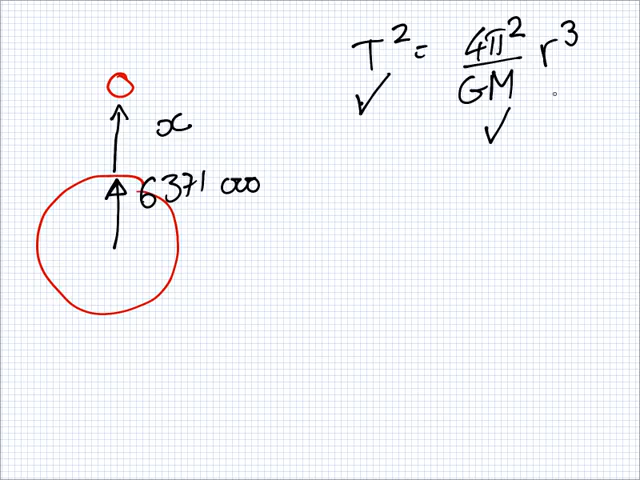 T² = 4π²/GM r³
✓ ✓
x
6371 000